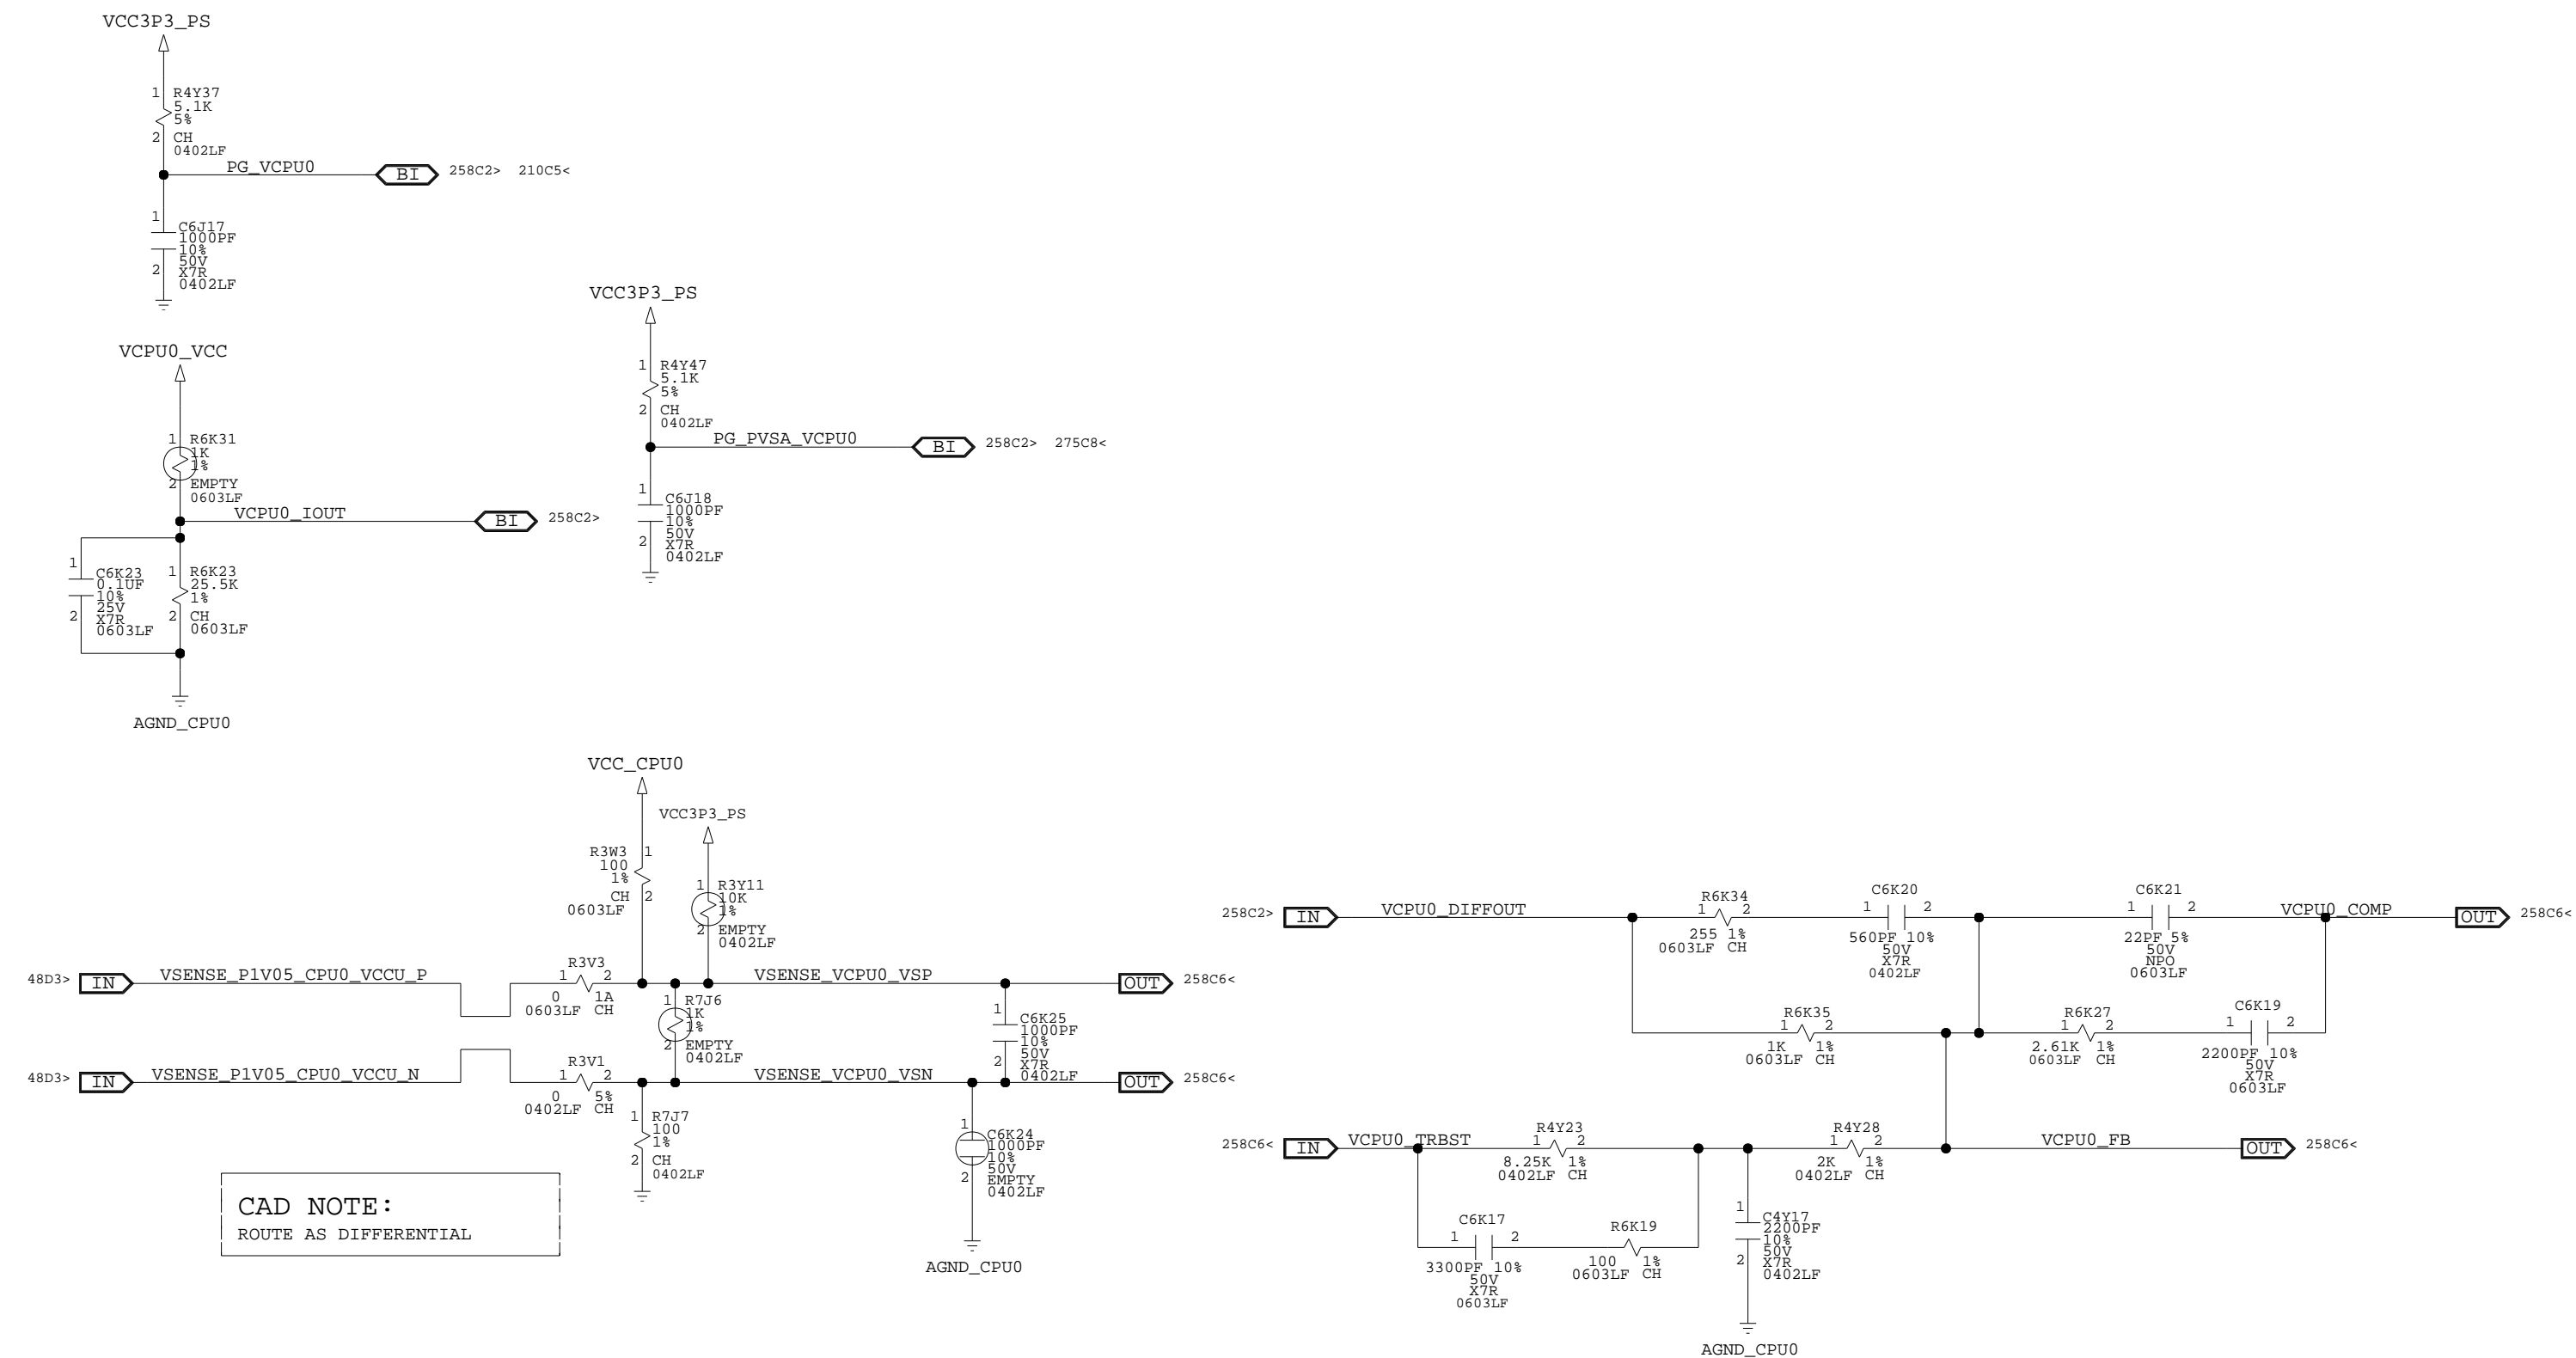 VCC3P3_PS
1 R4Y37
5.1K
5%
2 CH
0402LF
PG_VCPU0 BI 258C2> 210C5<
1
C6J17
1000PF
10%
50V
2 X7R
0402LF
VCC3P3_PS
1 R4Y47
5.1K
5%
2 CH
0402LF
PG_PVSA_VCPU0 BI 258C2> 275C8<
1
C6J18
1000PF
10%
50V
2 X7R
0402LF
VCPU0_VCC
1 R6K31
1K
1%
2 EMPTY
0603LF
VCPU0_IOUT BI 258C2>
1
C6K23
0.1UF
10%
25V
2 X7R
0603LF
1 R6K23
25.5K
1%
2 CH
0603LF
AGND_CPU0
VCC_CPU0
VCC3P3_PS
R3W3 1
100
1%
CH 2
0603LF
1 R3Y11
10K
1%
2 EMPTY
0402LF
48D3> IN VSENSE_P1V05_CPU0_VCCU_P
R3V3
1 2
0 1A
0603LF CH
VSENSE_VCPU0_VSP OUT 258C6<
1 R7J6
1K
1%
2 EMPTY
0402LF
1
C6K25
1000PF
10%
50V
2 X7R
0402LF
48D3> IN VSENSE_P1V05_CPU0_VCCU_N
R3V1
1 2
0 5%
0402LF CH
VSENSE_VCPU0_VSN OUT 258C6<
1 R7J7
100
1%
2 CH
0402LF
1
C6K24
1000PF
10%
50V
2 EMPTY
0402LF
AGND_CPU0
CAD NOTE:
ROUTE AS DIFFERENTIAL
258C2> IN VCPU0_DIFFOUT
R6K34
1 2
255 1%
0603LF CH
C6K20
1 2
560PF 10%
50V
X7R
0402LF
C6K21
1 2
22PF 5%
50V
NPO
0603LF
VCPU0_COMP OUT 258C6<
R6K35
1 2
1K 1%
0603LF CH
R6K27
1 2
2.61K 1%
0603LF CH
C6K19
1 2
2200PF 10%
50V
X7R
0603LF
258C6< IN VCPU0_TRBST
R4Y23
1 2
8.25K 1%
0402LF CH
R4Y28
1 2
2K 1%
0402LF CH
VCPU0_FB OUT 258C6<
C6K17
1 2
3300PF 10%
50V
X7R
0603LF
R6K19
100 1%
0603LF CH
1
C4Y17
2200PF
10%
50V
2 X7R
0402LF
AGND_CPU0